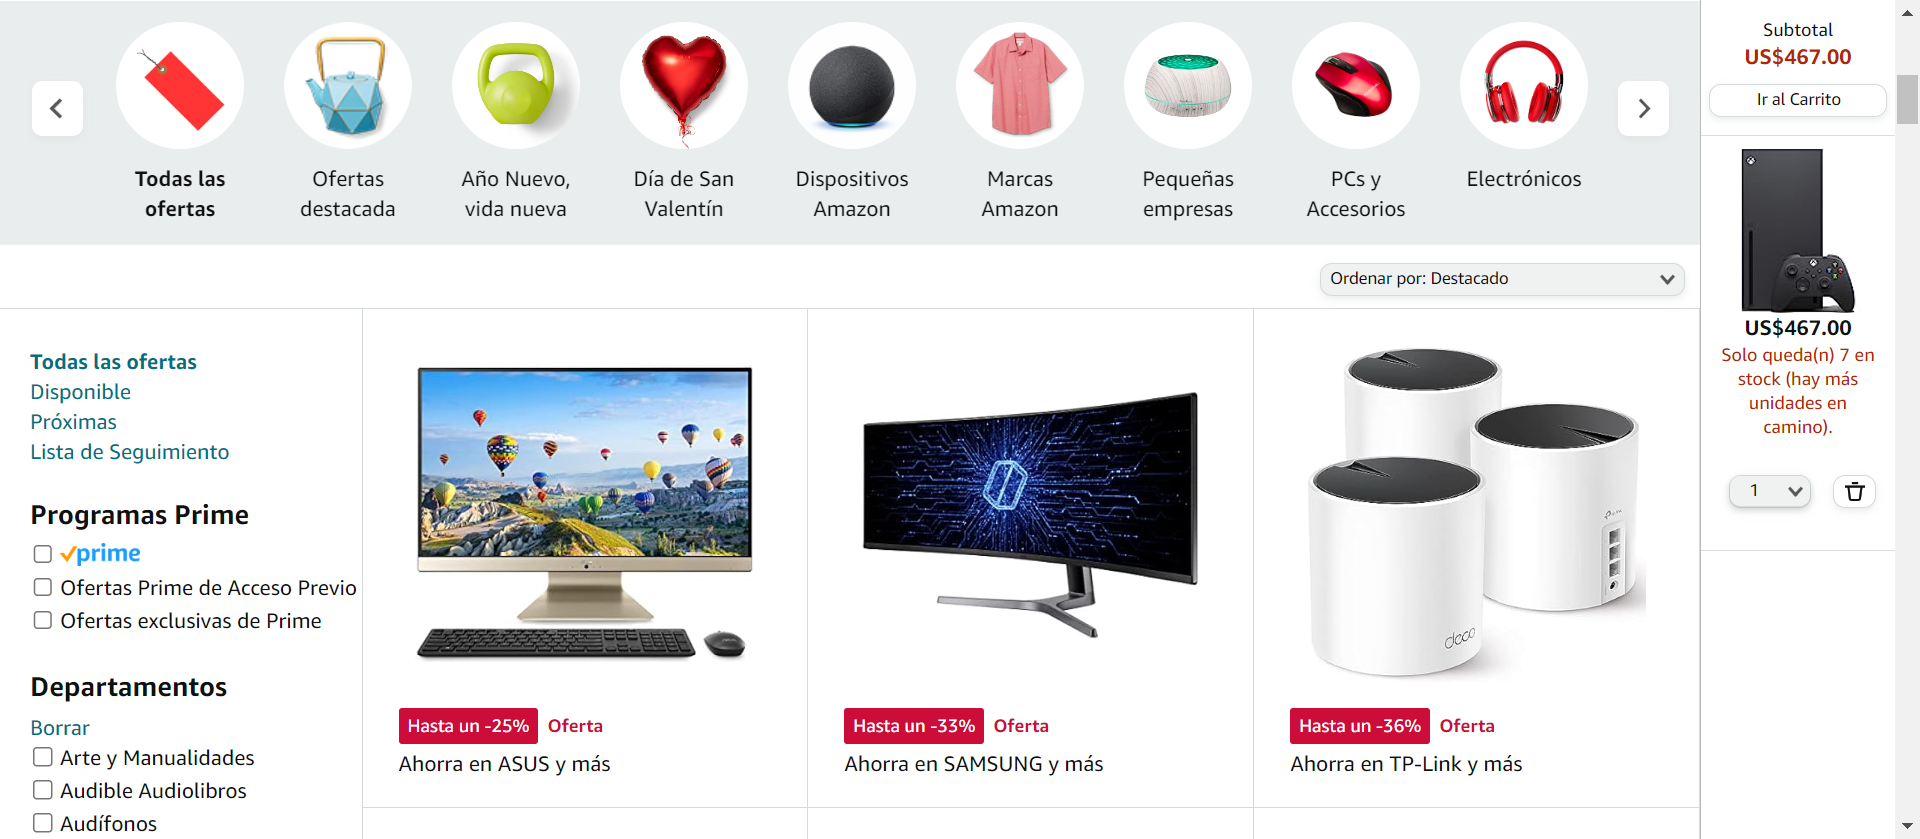 Todas las
ofertas
Ofertas
destacada
Año Nuevo,
vida nueva
Día de San
Valentín
Dispositivos
Amazon
Marcas
Amazon
Pequeñas
empresas
PCs y
Accesorios
Electrónicos
Ordenar por: Destacado
Todas las ofertas
Disponible
Próximas
Lista de Seguimiento
Programas Prime
prime
Ofertas Prime de Acceso Previo
Ofertas exclusivas de Prime
Departamentos
Borrar
Arte y Manualidades
Audible Audiolibros
Audífonos
Hasta un -25% Oferta
Ahorra en ASUS y más
Hasta un -33% Oferta
Ahorra en SAMSUNG y más
deco
Hasta un -36% Oferta
Ahorra en TP-Link y más
Subtotal
US$467.00
Ir al Carrito
US$467.00
Solo queda(n) 7 en
stock (hay más
unidades en
camino).
1